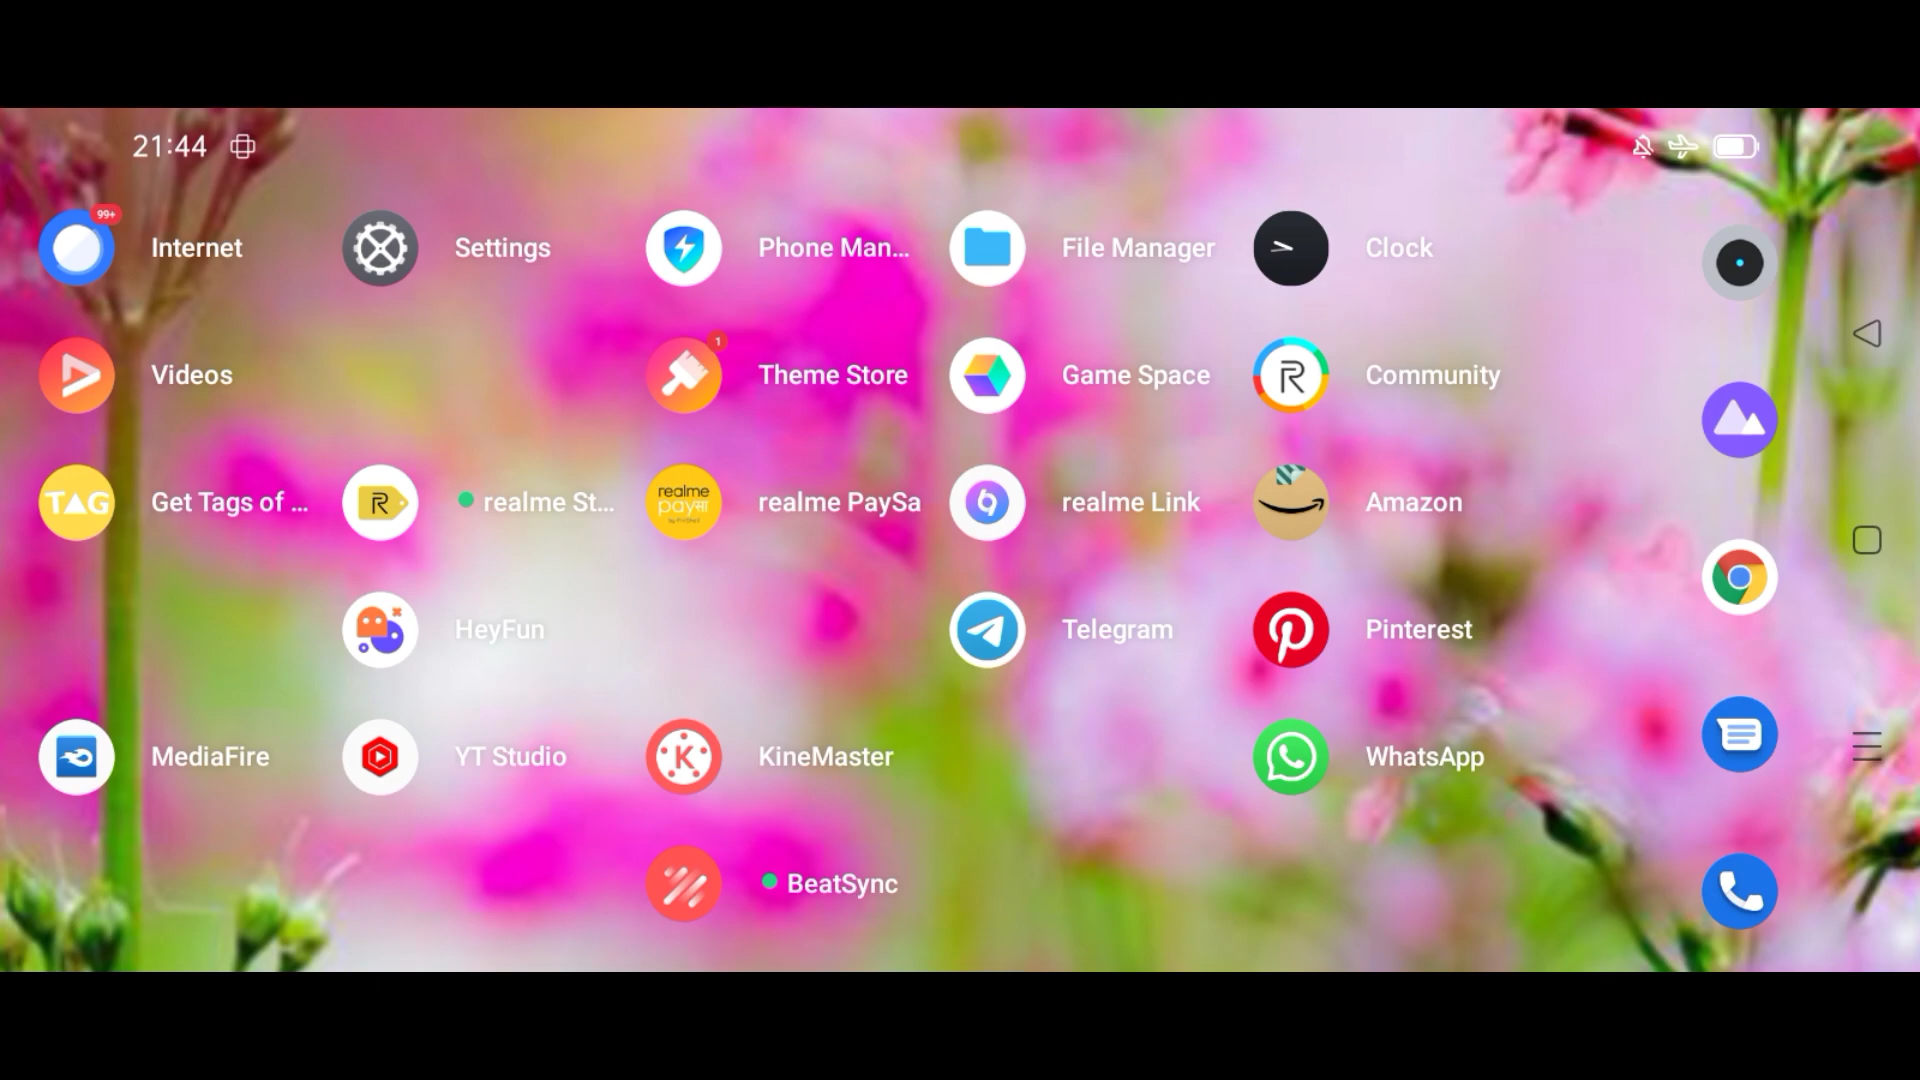 21:44
99+
Internet Settings Phone Man... File Manager Clock
1
Videos Theme Store Game Space R Community
TAG Get Tags of ... R realme St... realme paysa realme PaySa realme Link Amazon
HeyFun Telegram Pinterest
MediaFire YT Studio K KineMaster WhatsApp
BeatSync